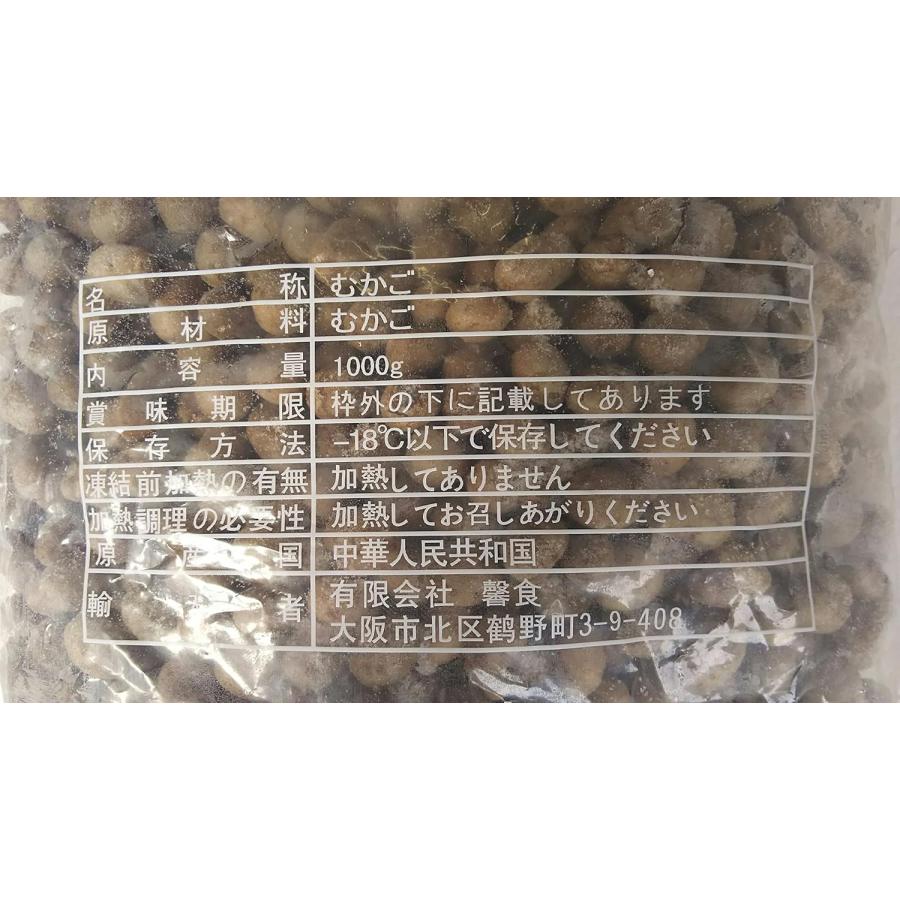 名称 むかご
原材料 むかご
内容量 1000g
賞味期限 枠外の下に記載してあります
保存方法 -18℃以下で保存してください
凍結前加熱の有無 加熱してありません
加熱調理の必要性 加熱してお召しあがりください
原産国 中華人民共和国
輸入者 有限会社 馨食
大阪市北区鶴野町3-9-408